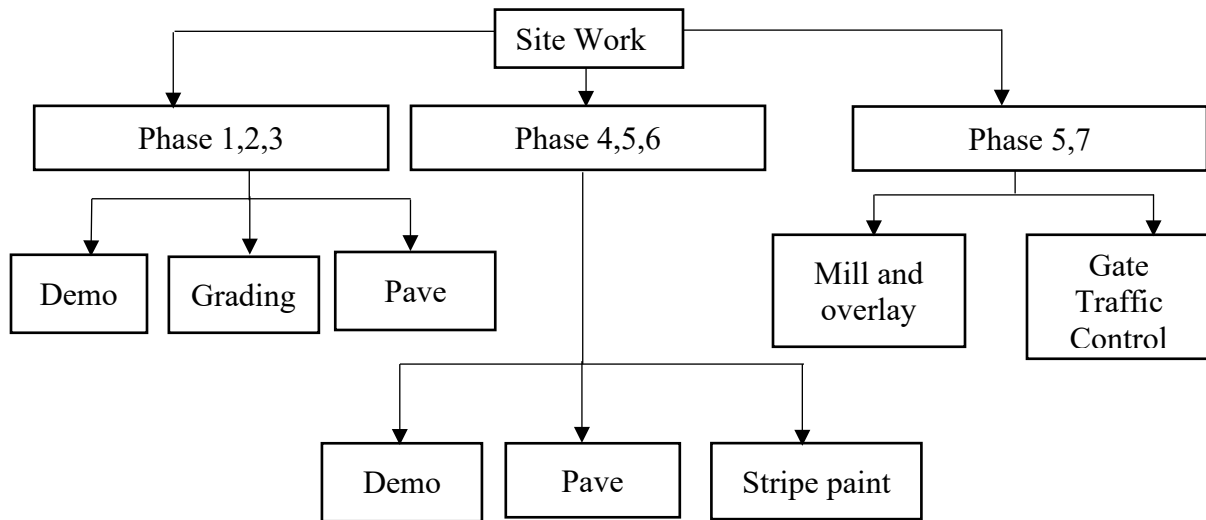 Site Work
Phase 1,2,3
Phase 4,5,6
Phase 5,7
Demo
Grading
Pave
Mill and
overlay
Gate
Traffic
Control
Demo
Pave
Stripe paint